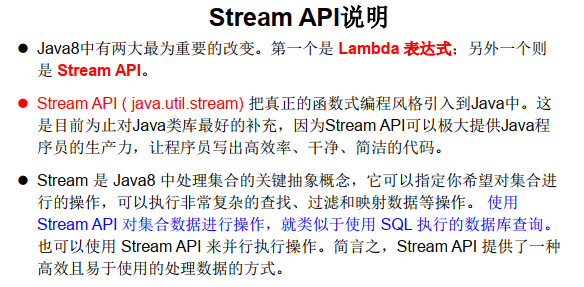 Stream API说明
● Java8中有两大最为重要的改变。第一个是 Lambda 表达式；另外一个则
是 Stream API。
● Stream API ( java.util.stream) 把真正的函数式编程风格引入到Java中。这
是目前为止对Java类库最好的补充，因为Stream API可以极大提供Java程
序员的生产力，让程序员写出高效率、干净、简洁的代码。
● Stream 是 Java8 中处理集合的关键抽象概念，它可以指定你希望对集合进
行的操作，可以执行非常复杂的查找、过滤和映射数据等操作。 使用
Stream API 对集合数据进行操作，就类似于使用 SQL 执行的数据库查询。
也可以使用 Stream API 来并行执行操作。简言之，Stream API 提供了一种
高效且易于使用的处理数据的方式。